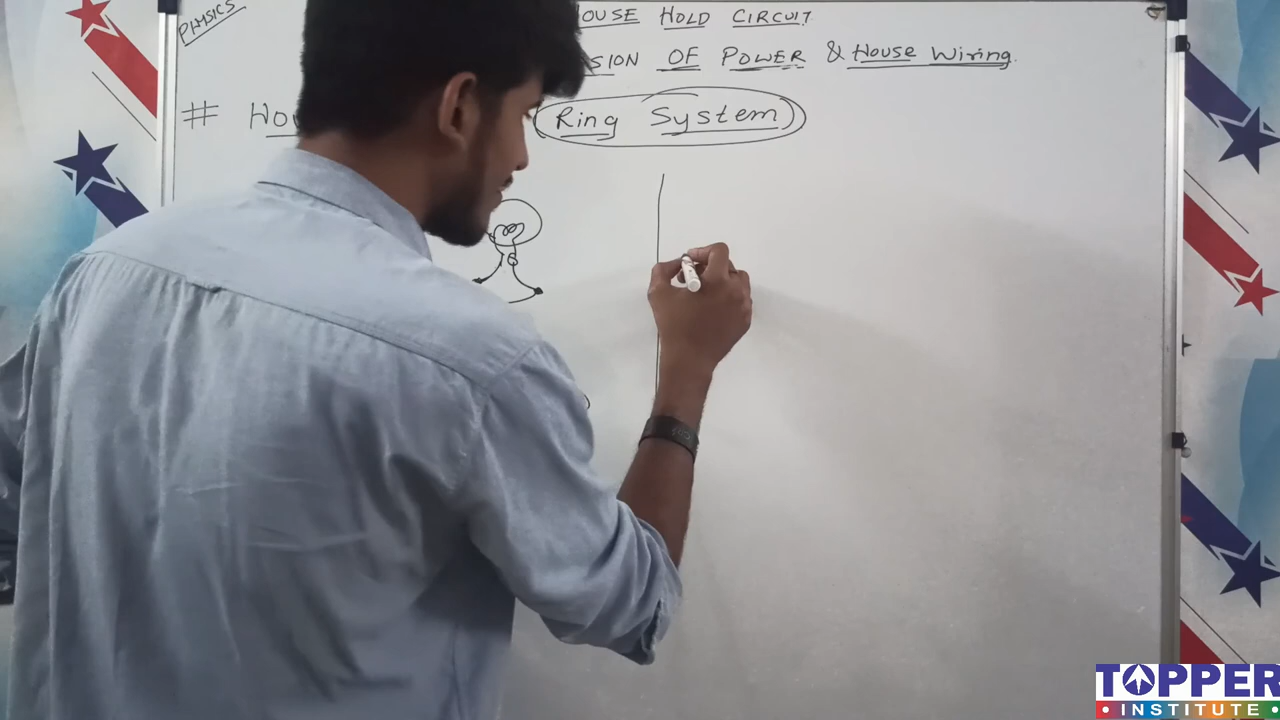 PHYSICS
OUSE HOLD CIRCUIT
SION OF POWER & House Wiring.
# Hou
Ring System
TOPPER
INSTITUTE